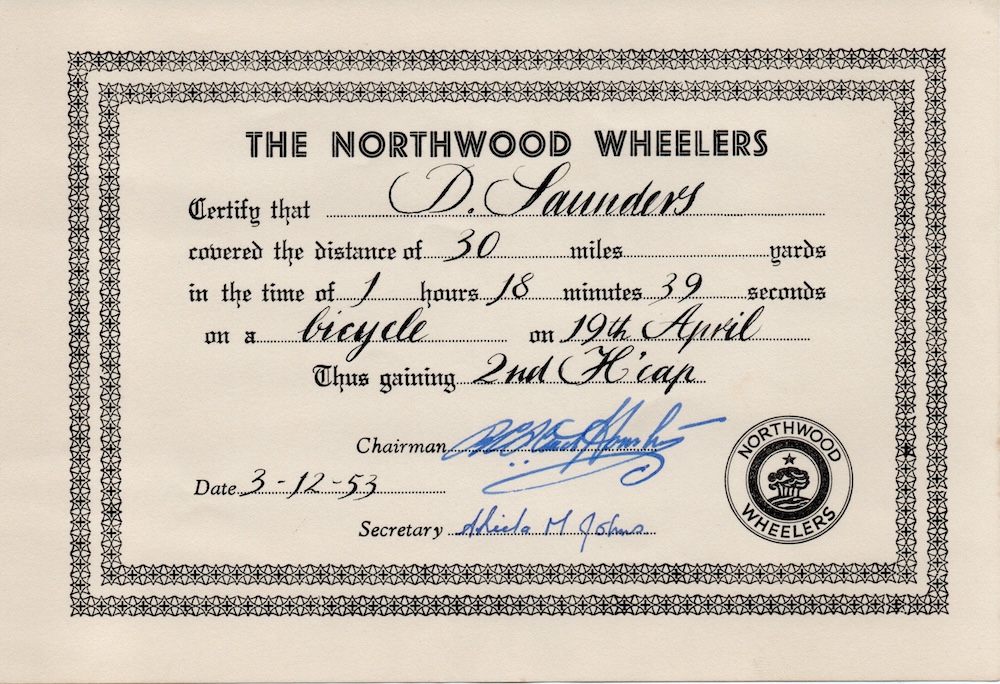 THE NORTHWOOD WHEELERS
Certify that D. Saunders
covered the distance of 30 miles yards
in the time of 1 hours 18 minutes 39 seconds
on a bicycle on 19th April
Thus gaining 2nd H'cap
Chairman
Date 3-12-53
Secretary Sheila M Johns
NORTHWOOD
WHEELERS